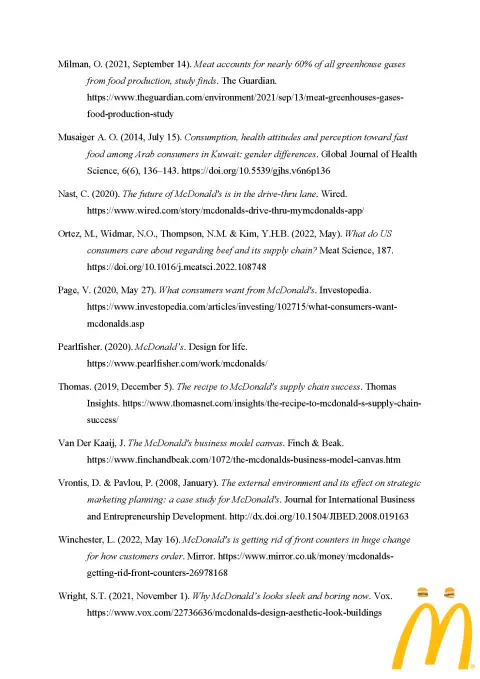 Milman, O. (2021, September 14). Meat accounts for nearly 60% of all greenhouse gases
from food production, study finds. The Guardian.
https://www.theguardian.com/environment/2021/sep/13/meat-greenhouses-gases-
food-production-study
Musaiger A. O. (2014, July 15). Consumption, health attitudes and perception toward fast
food among Arab consumers in Kuwait: gender differences. Global Journal of Health
Science, 6(6), 136–143. https://doi.org/10.5539/gjhs.v6n6p136
Nast, C. (2020). The future of McDonald's is in the drive-thru lane. Wired.
https://www.wired.com/story/mcdonalds-drive-thru-mymcdonalds-app/
Ortez, M., Widmar, N.O., Thompson, N.M. & Kim, Y.H.B. (2022, May). What do US
consumers care about regarding beef and its supply chain? Meat Science, 187.
https://doi.org/10.1016/j.meatsci.2022.108748
Page, V. (2020, May 27). What consumers want from McDonald's. Investopedia.
https://www.investopedia.com/articles/investing/102715/what-consumers-want-
mcdonalds.asp
Pearlfisher. (2020). McDonald’s. Design for life.
https://www.pearlfisher.com/work/mcdonalds/
Thomas. (2019, December 5). The recipe to McDonald's supply chain success. Thomas
Insights. https://www.thomasnet.com/insights/the-recipe-to-mcdonald-s-supply-chain-
success/
Van Der Kaaij, J. The McDonald's business model canvas. Finch & Beak.
https://www.finchandbeak.com/1072/the-mcdonalds-business-model-canvas.htm
Vrontis, D. & Pavlou, P. (2008, January). The external environment and its effect on strategic
marketing planning: a case study for McDonald's. Journal for International Business
and Entrepreneurship Development. http://dx.doi.org/10.1504/JIBED.2008.019163
Winchester, L. (2022, May 16). McDonald's is getting rid of front counters in huge change
for how customers order. Mirror. https://www.mirror.co.uk/money/mcdonalds-
getting-rid-front-counters-26978168
Wright, S.T. (2021, November 1). Why McDonald’s looks sleek and boring now. Vox.
https://www.vox.com/22736636/mcdonalds-design-aesthetic-look-buildings